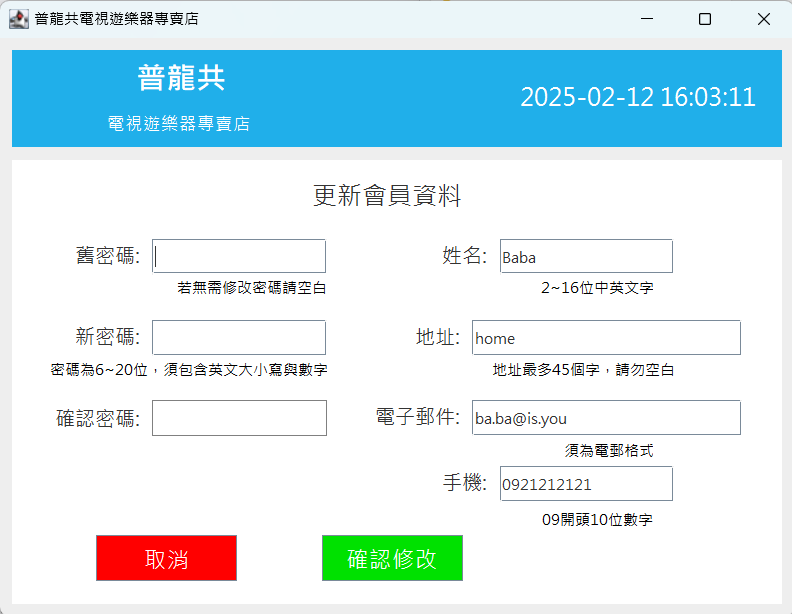 普龍共電視遊樂器專賣店
普龍共
電視遊樂器專賣店
2025-02-12 16:03:11
更新會員資料
舊密碼:
若無需修改密碼請空白
姓名: Baba
2~16位中英文字
新密碼:
密碼為6~20位，須包含英文大小寫與數字
地址: home
地址最多45個字，請勿空白
確認密碼:
電子郵件: ba.ba@is.you
須為電郵格式
手機: 0921212121
09開頭10位數字
取消
確認修改